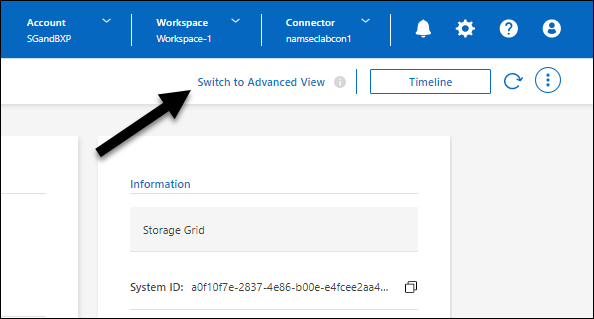 Account Workspace Connector
SGandBXP Workspace-1 namseclabcon1
Switch to Advanced View Timeline
Information
Storage Grid
System ID: a0f10f7e-2837-4e86-b00e-e4fcee2aa4...